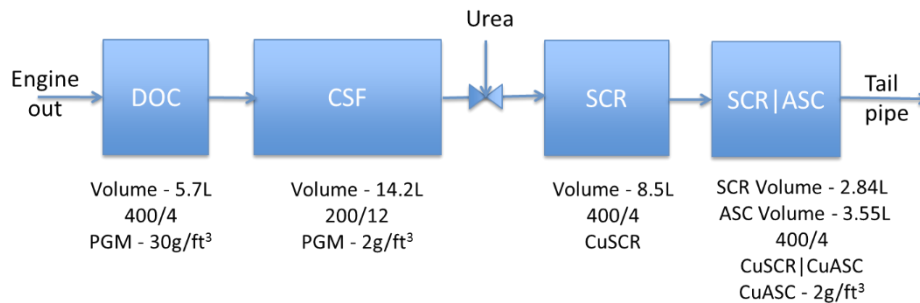 Urea
Engine
out
DOC
CSF
SCR
SCR|ASC
Tail
pipe
Volume - 5.7L
400/4
PGM - 30g/ft³
Volume - 14.2L
200/12
PGM - 2g/ft³
Volume - 8.5L
400/4
CuSCR
SCR Volume - 2.84L
ASC Volume - 3.55L
400/4
CuSCR|CuASC
CuASC - 2g/ft³